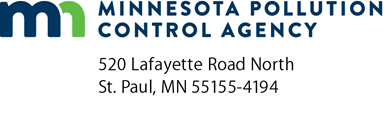 MINNESOTA POLLUTION
CONTROL AGENCY
520 Lafayette Road North
St. Paul, MN 55155-4194